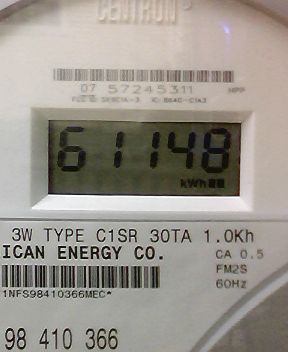 CENTRON®
07 57245311
61148
kWh
3W TYPE C1SR 30TA 1.0Kh
ICAN ENERGY CO.
CA 0.5
FM2S
60Hz
1NFS98410366MEC*
98 410 366